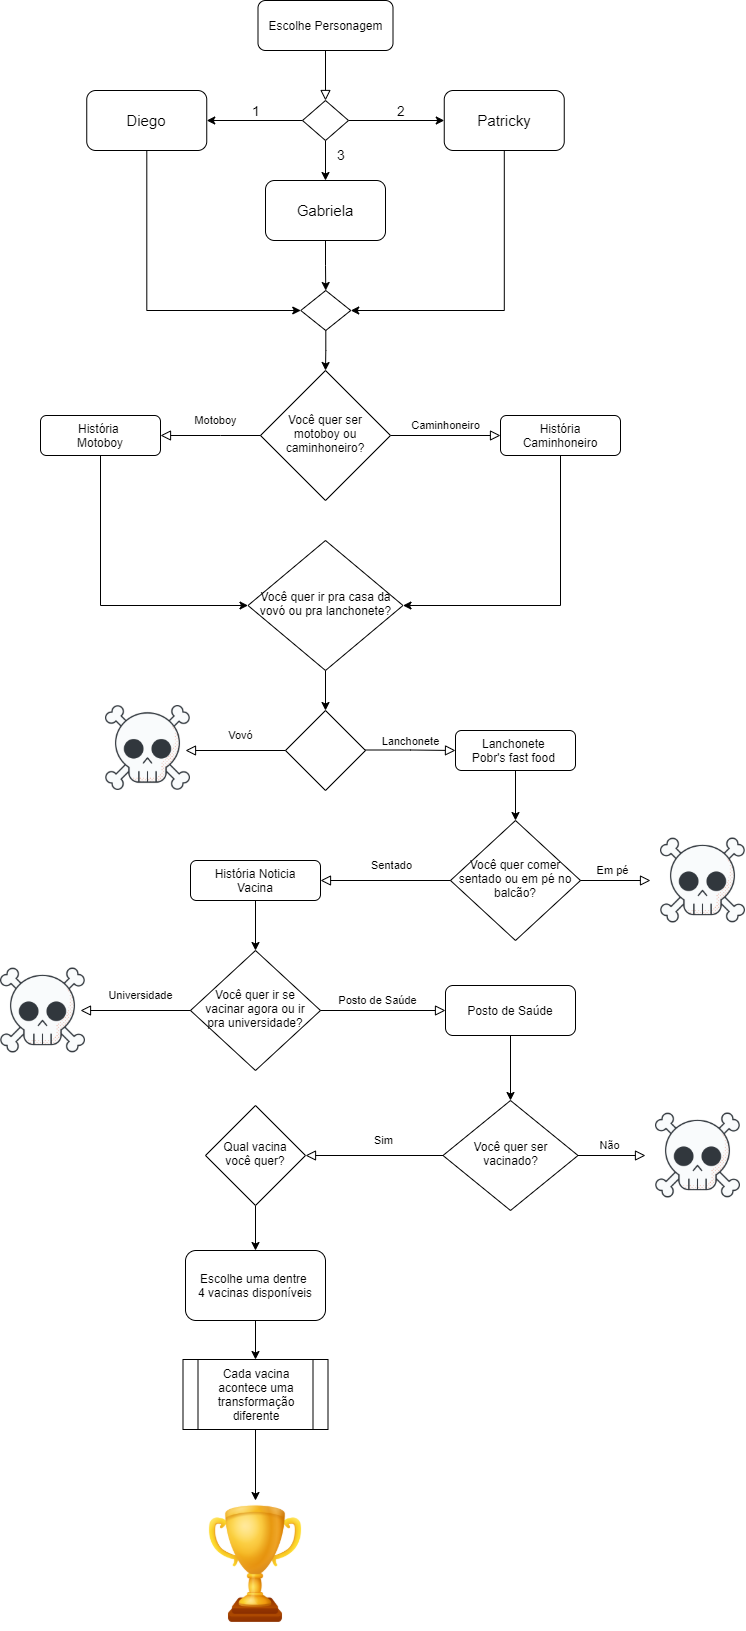 Escolhe Personagem
1
2
Diego
Patricky
3
Gabriela
Você quer ser
motoboy ou
caminhoneiro?
Motoboy
Caminhoneiro
História
Motoboy
História
Caminhoneiro
Você quer ir pra casa da
vovó ou pra lanchonete?
Vovó
Lanchonete
Lanchonete
Pobr's fast food
Você quer comer
sentado ou em pé no
balcão?
Sentado
Em pé
História Noticia
Vacina
Você quer ir se
vacinar agora ou ir
pra universidade?
Universidade
Posto de Saúde
Posto de Saúde
Você quer ser
vacinado?
Sim
Não
Qual vacina
você quer?
Escolhe uma dentre
4 vacinas disponíveis
Cada vacina
acontece uma
transformação
diferente